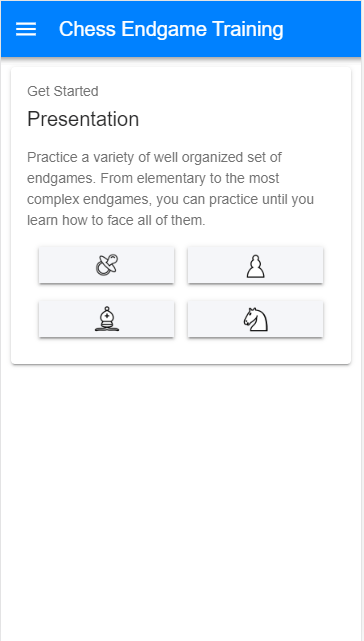 Chess Endgame Training
Get Started
Presentation
Practice a variety of well organized set of
endgames. From elementary to the most
complex endgames, you can practice until you
learn how to face all of them.